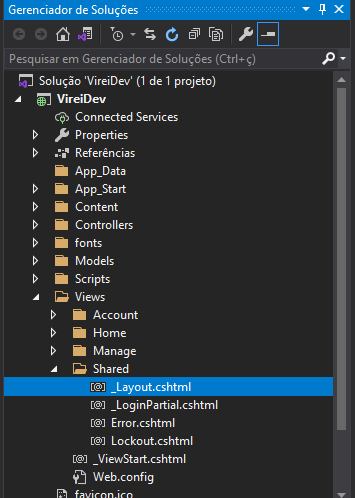 Gerenciador de Soluções
Pesquisar em Gerenciador de Soluções (Ctrl+ç)
Solução 'VireiDev' (1 de 1 projeto)
VireiDev
Connected Services
Properties
Referências
App_Data
App_Start
Content
Controllers
fonts
Models
Scripts
Views
Account
Home
Manage
Shared
_Layout.cshtml
_LoginPartial.cshtml
Error.cshtml
Lockout.cshtml
_ViewStart.cshtml
Web.config
favicon.ico